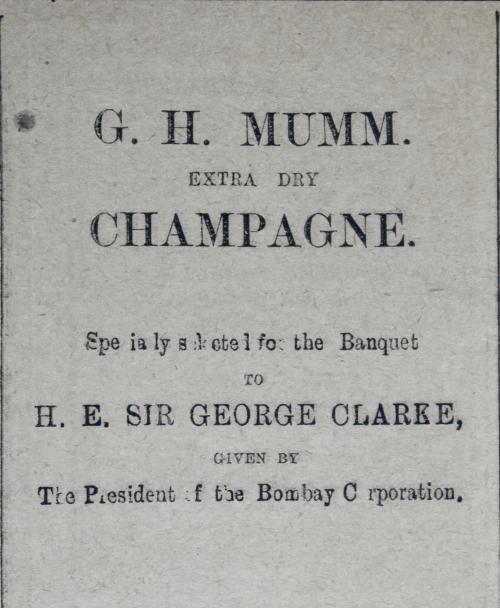 G. H. MUMM.
EXTRA DRY
CHAMPAGNE.
Specially selected for the Banquet
TO
H. E. SIR GEORGE CLARKE,
GIVEN BY
The President of the Bombay Corporation.